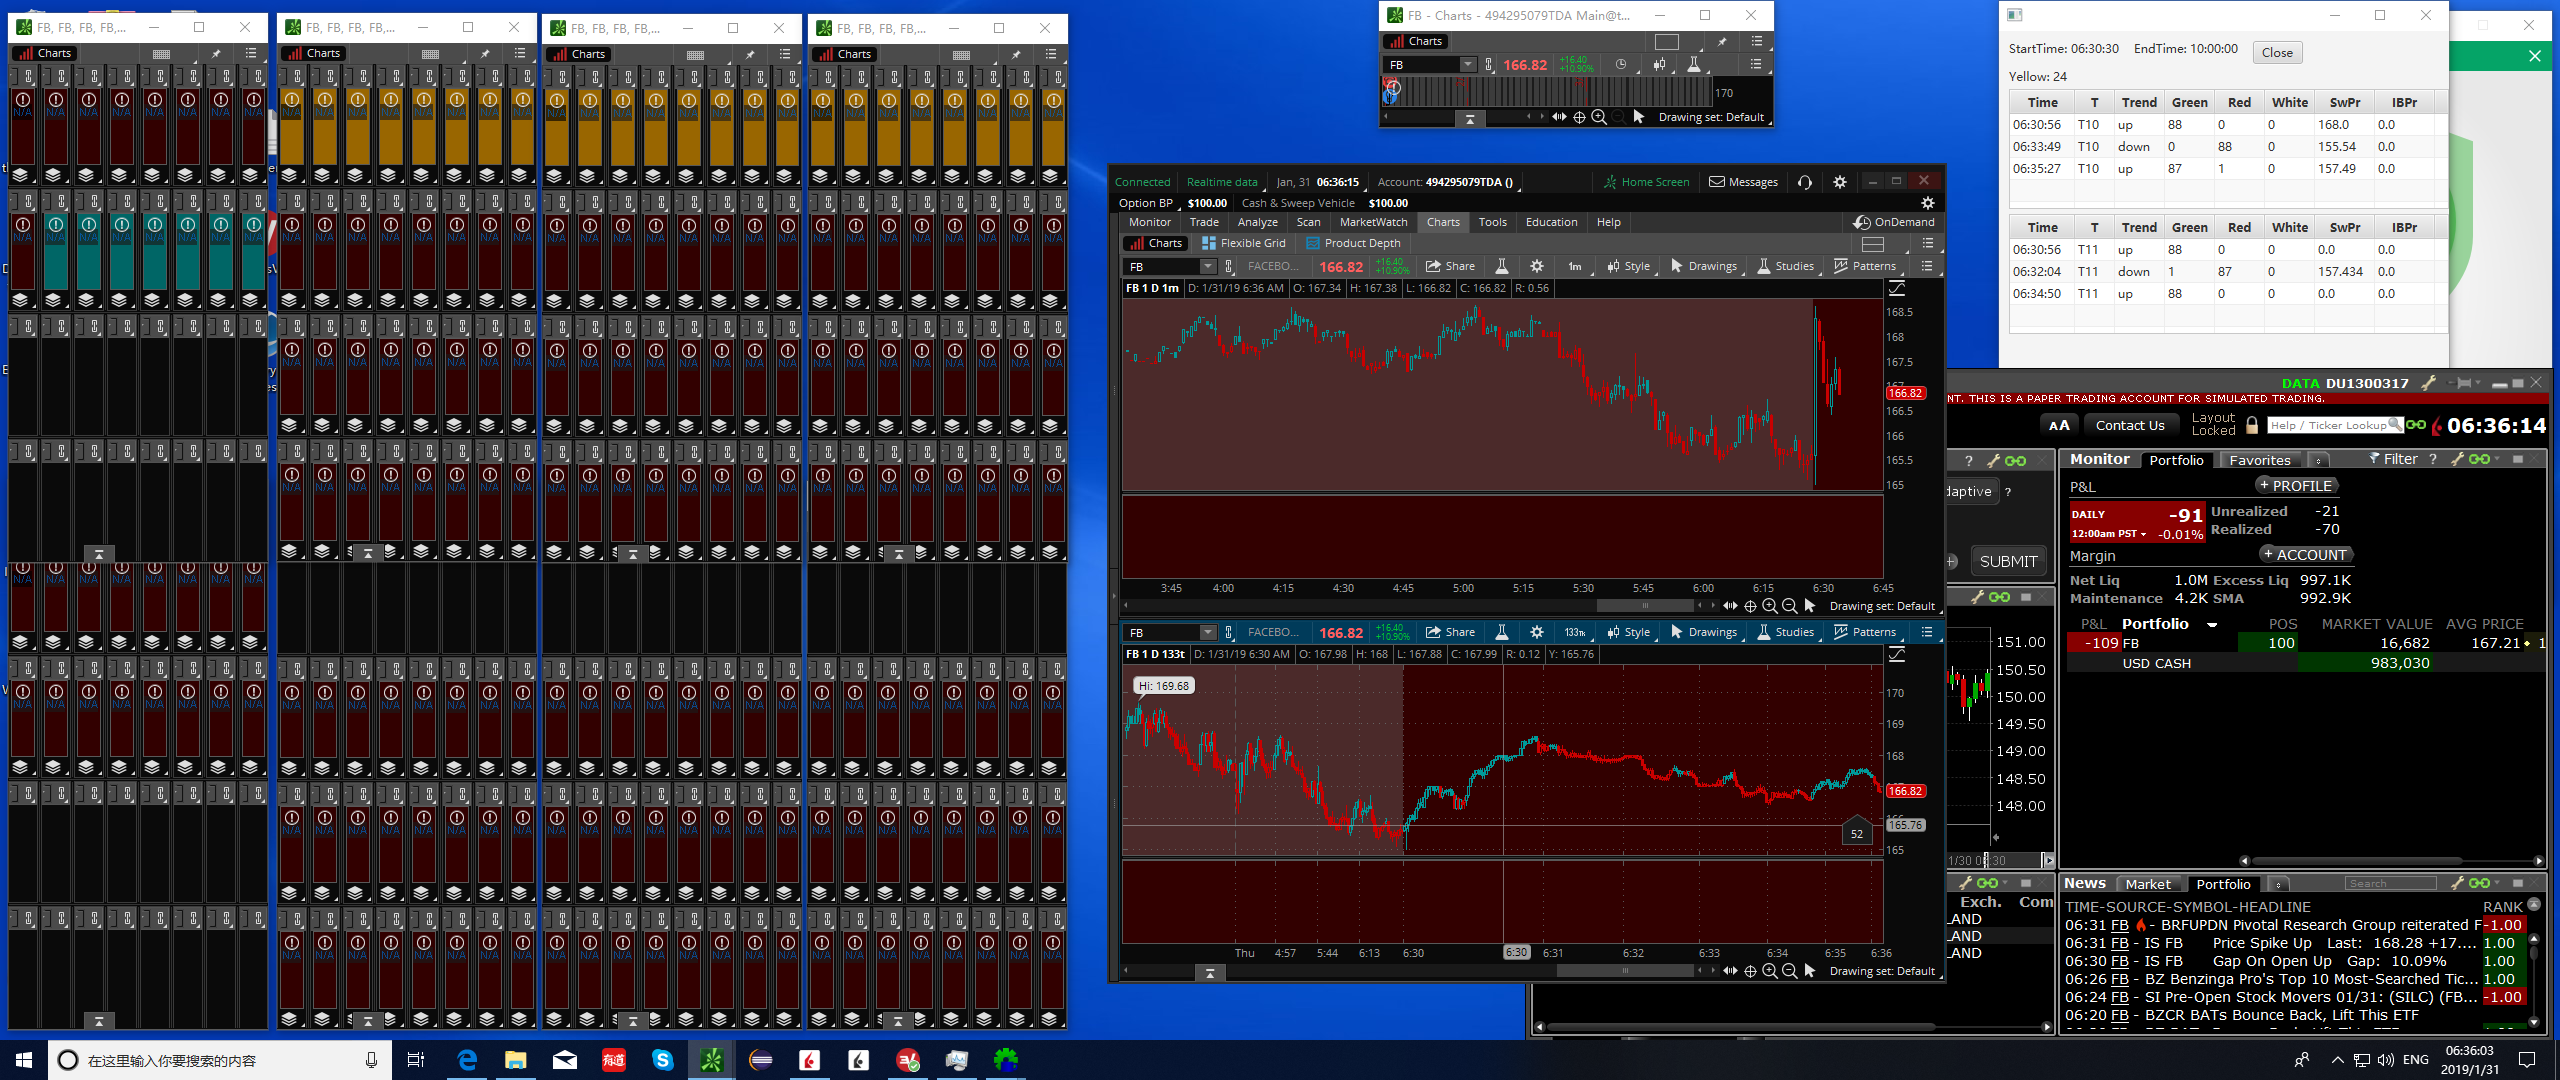 FB, FB, FB, FB,...
Charts
FB, FB, FB, FB,...
Charts
FB, FB, FB, FB,...
Charts
FB, FB, FB, FB,...
Charts
N/A N/A N/A N/A N/A N/A N/A N/A
FB - Charts - 494295079TDA Main@t...
Charts
FB 166.82 +16.40 +10.90%
170
Drawing set: Default
Connected Realtime data Jan, 31 06:36:15 Account: 494295079TDA () Home Screen Messages
Option BP $100.00 Cash & Sweep Vehicle $100.00
Monitor Trade Analyze Scan MarketWatch Charts Tools Education Help OnDemand
Charts Flexible Grid Product Depth
FB FACEBO... 166.82 +16.40 +10.90% Share 1m Style Drawings Studies Patterns
FB 1 D 1m D: 1/31/19 6:36 AM O: 167.34 H: 167.38 L: 166.82 C: 166.82 R: 0.56
168.5
168
167.5
166.82
166.5
166
165.5
165
3:45 4:00 4:15 4:30 4:45 5:00 5:15 5:30 5:45 6:00 6:15 6:30 6:45
Drawing set: Default
FB FACEBO... 166.82 +16.40 +10.90% Share 133t Style Drawings Studies Patterns
FB 1 D 133t D: 1/31/19 6:30 AM O: 167.98 H: 168 L: 167.88 C: 167.99 R: 0.12 Y: 165.76
Hi: 169.68
170
169
168
166.82
165.76
52
165
Thu 4:57 5:44 6:13 6:30 6:30 6:31 6:32 6:33 6:34 6:35 6:36
Drawing set: Default
StartTime: 06:30:30 EndTime: 10:00:00 Close
Yellow: 24
Time T Trend Green Red White SwPr IBPr
06:30:56 T10 up 88 0 0 168.0 0.0
06:33:49 T10 down 0 88 0 155.54 0.0
06:35:27 T10 up 87 1 0 157.49 0.0
Time T Trend Green Red White SwPr IBPr
06:30:56 T11 up 88 0 0 0.0 0.0
06:32:04 T11 down 1 87 0 157.434 0.0
06:34:50 T11 up 88 0 0 0.0 0.0
DATA DU1300317
NT. THIS IS A PAPER TRADING ACCOUNT FOR SIMULATED TRADING.
AA Contact Us Layout Locked Help / Ticker Lookup 06:36:14
daptive ?
SUBMIT
151.00
150.50
150.00
149.50
149.00
148.50
148.00
Exch. Com
LAND
LAND
LAND
Monitor Portfolio Favorites Filter ?
P&L + PROFILE
DAILY -91 Unrealized -21
12:00am PST -0.01% Realized -70
Margin + ACCOUNT
Net Liq 1.0M Excess Liq 997.1K
Maintenance 4.2K SMA 992.9K
P&L Portfolio POS MARKET VALUE AVG PRICE
-109 FB 100 16,682 167.21 1
USD CASH 983,030
News Market Portfolio Search
TIME-SOURCE-SYMBOL-HEADLINE RANK
06:31 FB - BRFUPDN Pivotal Research Group reiterated F -1.00
06:31 FB - IS FB Price Spike Up Last: 168.28 +17.... 1.00
06:30 FB - IS FB Gap On Open Up Gap: 10.09% 1.00
06:26 FB - BZ Benzinga Pro's Top 10 Most-Searched Tic... 1.00
06:24 FB - SI Pre-Open Stock Movers 01/31: (SILC) (FB... -1.00
06:20 FB - BZCR BATs Bounce Back, Lift This ETF
在这里输入你要搜索的内容
有道
ENG
06:36:03
2019/1/31